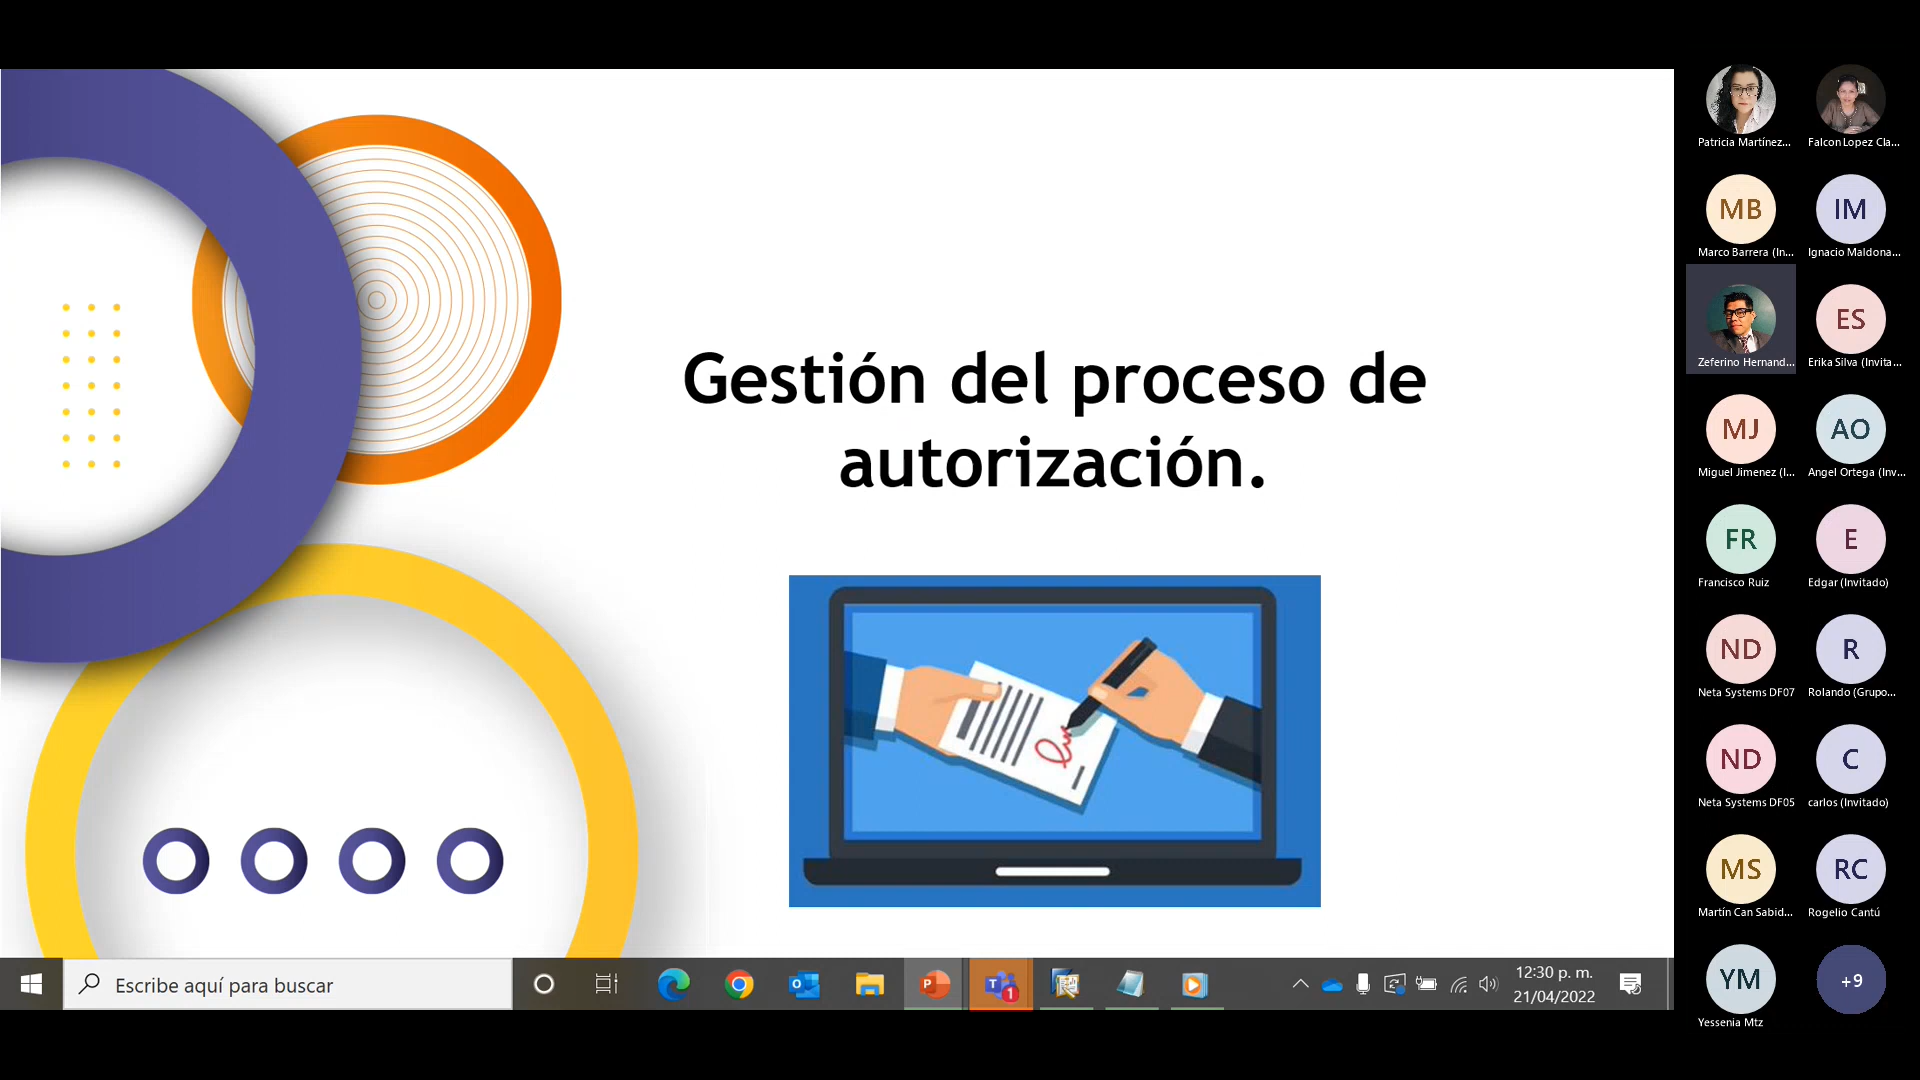 Gestión del proceso de
autorización.
Patricia Martínez...
Falcon Lopez Cla...
MB
IM
Marco Barrera (In...
Ignacio Maldona...
ES
Zeferino Hernand...
Erika Silva (Invita...
MJ
AO
Miguel Jimenez (I...
Angel Ortega (Inv...
FR
E
Francisco Ruiz
Edgar (Invitado)
ND
R
Neta Systems DF07
Rolando (Grupo...
ND
C
Neta Systems DF05
carlos (Invitado)
MS
RC
Martín Can Sabid...
Rogelio Cantú
YM
+9
Yessenia Mtz
Escribe aquí para buscar
1
12:30 p. m.
21/04/2022